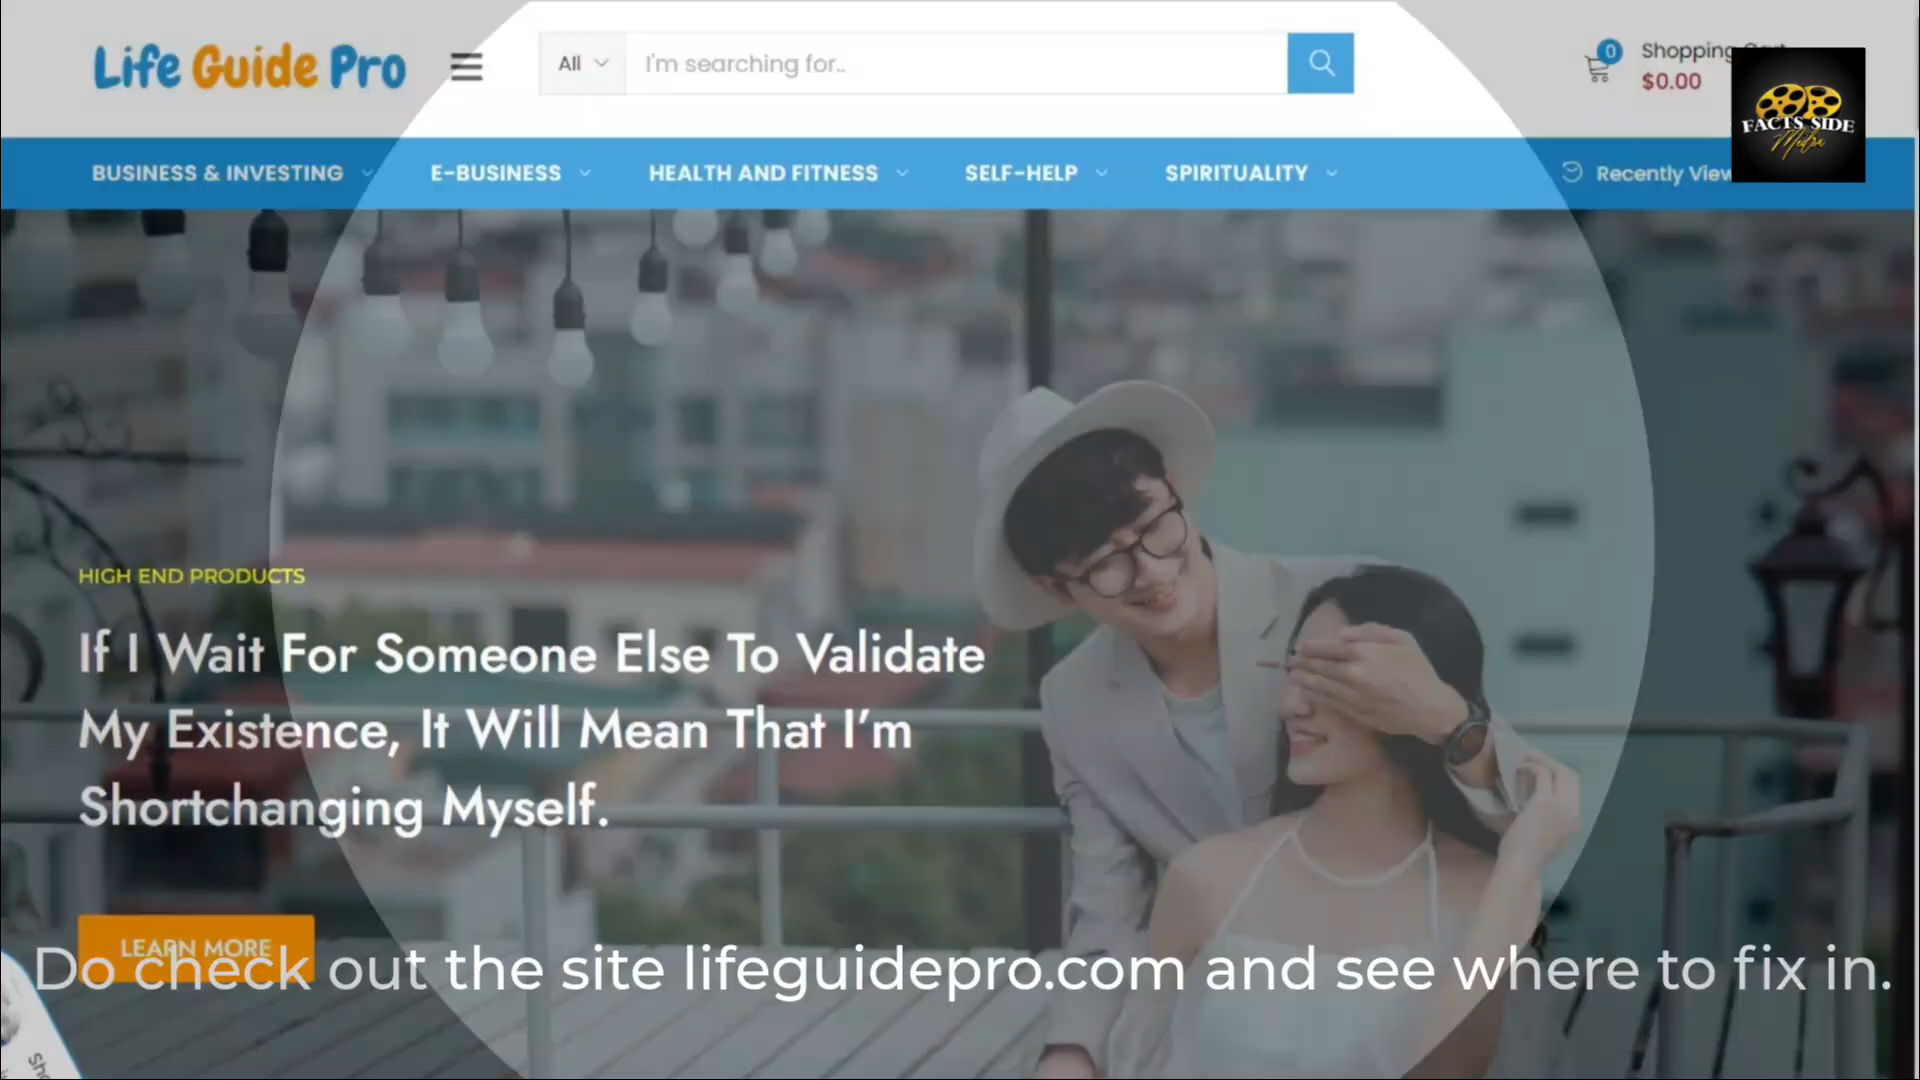 Life Guide Pro
All
I'm searching for..
0
Shopping Cart
$0.00
FACTS SIDE
Media
BUSINESS & INVESTING
E-BUSINESS
HEALTH AND FITNESS
SELF-HELP
SPIRITUALITY
Recently View
HIGH END PRODUCTS
If I Wait For Someone Else To Validate
My Existence, It Will Mean That I'm
Shortchanging Myself.
LEARN MORE
Do check out the site lifeguidepro.com and see where to fix in.